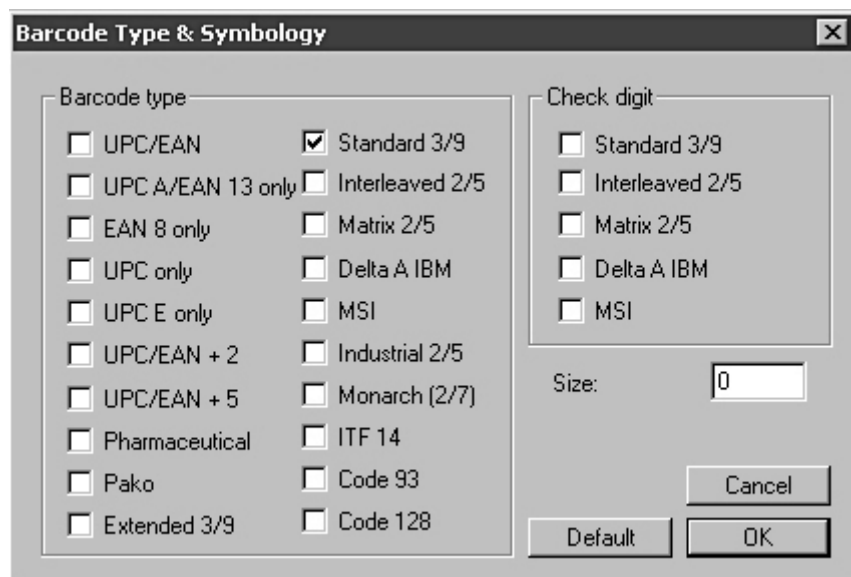 Barcode Type & Symbology
Barcode type
UPC/EAN
UPC A/EAN 13 only
EAN 8 only
UPC only
UPC E only
UPC/EAN + 2
UPC/EAN + 5
Pharmaceutical
Pako
Extended 3/9
Standard 3/9
Interleaved 2/5
Matrix 2/5
Delta A IBM
MSI
Industrial 2/5
Monarch (2/7)
ITF 14
Code 93
Code 128
Check digit
Standard 3/9
Interleaved 2/5
Matrix 2/5
Delta A IBM
MSI
Size: 0
Cancel
Default OK